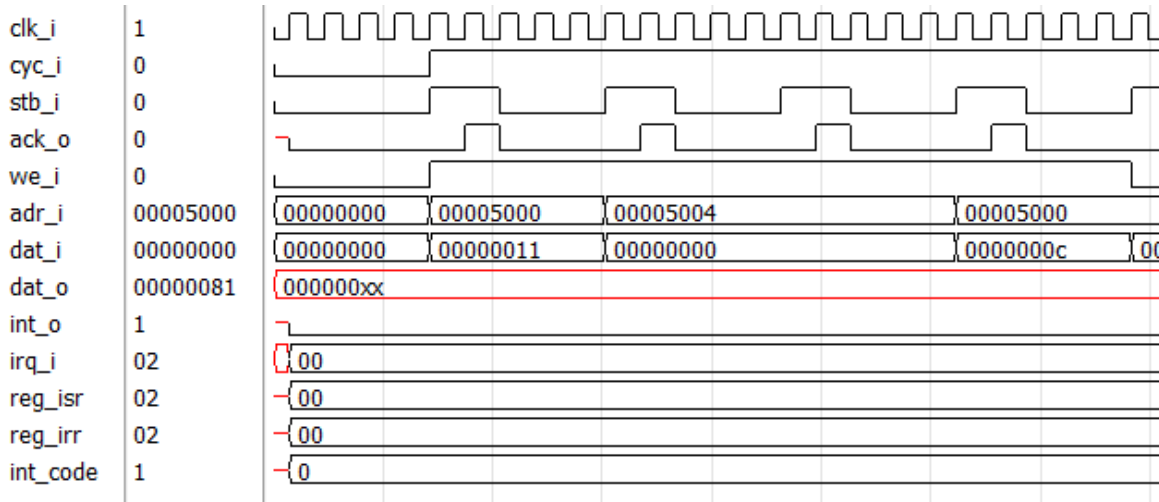 clk_i 1
cyc_i 0
stb_i 0
ack_o 0
we_i 0
adr_i 00005000 00000000 00005000 00005004 00005000
dat_i 00000000 00000000 00000011 00000000 0000000c 00
dat_o 00000081 000000xx
int_o 1
irq_i 02 00
reg_isr 02 00
reg_irr 02 00
int_code 1 0